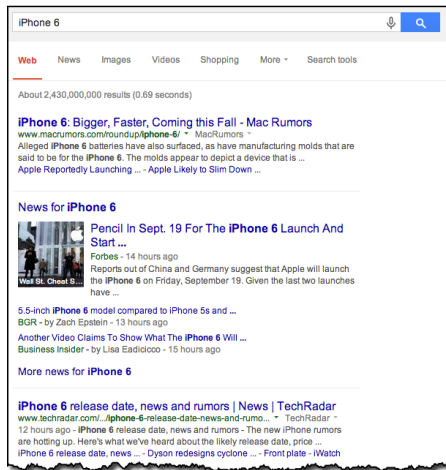 iPhone 6
Web News Images Videos Shopping More Search tools
About 2,430,000,000 results (0.69 seconds)
iPhone 6: Bigger, Faster, Coming this Fall - Mac Rumors
www.macrumors.com/roundup/iphone-6/ MacRumors
Alleged iPhone 6 batteries have also surfaced, as have manufacturing molds that are
said to be for the iPhone 6. The molds appear to depict a device that is ...
Apple Reportedly Launching ... - Apple Likely to Slim Down ...
News for iPhone 6
Pencil In Sept. 19 For The iPhone 6 Launch And
Start ...
Forbes - 14 hours ago
Reports out of China and Germany suggest that Apple will launch
the iPhone 6 on Friday, September 19. Given the last two launches
have ...
Wall St. Cheat S...
5.5-inch iPhone 6 model compared to iPhone 5s and ...
BGR - by Zach Epstein - 13 hours ago
Another Video Claims To Show What The iPhone 6 Will ...
Business Insider - by Lisa Eadicicco - 15 hours ago
More news for iPhone 6
iPhone 6 release date, news and rumors | News | TechRadar
www.techradar.com/.../iphone-6-release-date-news-and-rumo... TechRadar
12 hours ago - iPhone 6 release date, news and rumors - The new iPhone rumors
are hotting up. Here's what we've heard about the likely release date, price ...
iPhone 6 release date, news ... - Dyson redesigns cyclone ... - Front plate - iWatch